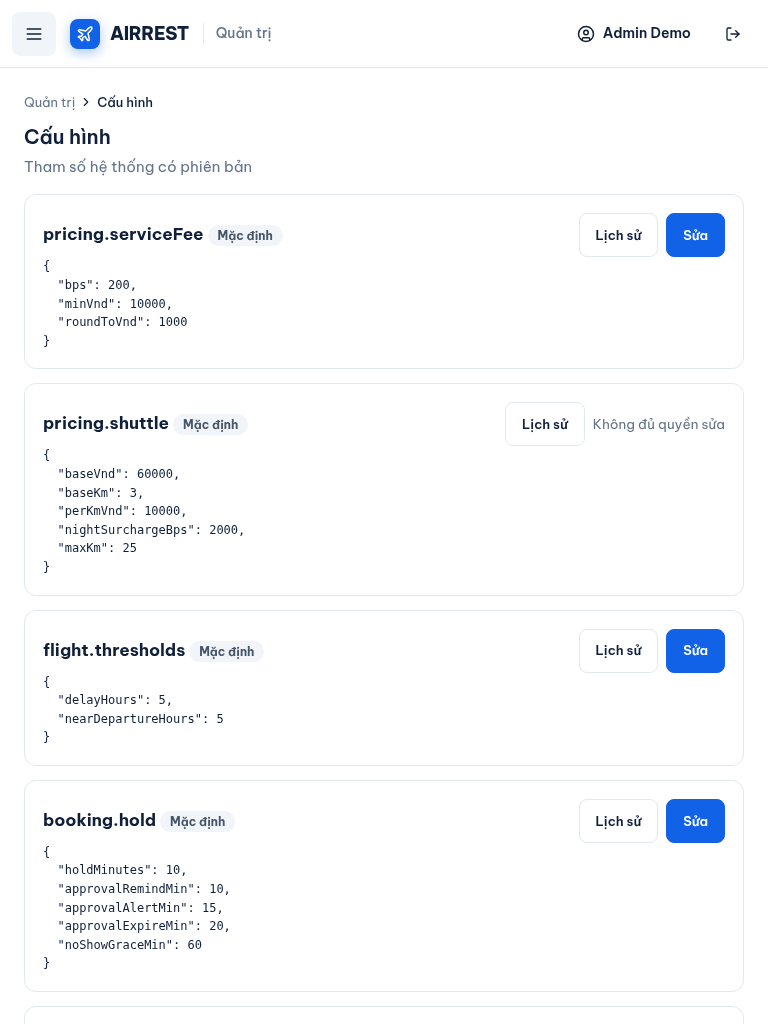 AIRREST
Quản trị
Admin Demo
Quản trị > Cấu hình
Cấu hình
Tham số hệ thống có phiên bản
pricing.serviceFee Mặc định
Lịch sử
Sửa
{
  "bps": 200,
  "minVnd": 10000,
  "roundToVnd": 1000
}
pricing.shuttle Mặc định
Lịch sử
Không đủ quyền sửa
{
  "baseVnd": 60000,
  "baseKm": 3,
  "perKmVnd": 10000,
  "nightSurchargeBps": 2000,
  "maxKm": 25
}
flight.thresholds Mặc định
Lịch sử
Sửa
{
  "delayHours": 5,
  "nearDepartureHours": 5
}
booking.hold Mặc định
Lịch sử
Sửa
{
  "holdMinutes": 10,
  "approvalRemindMin": 10,
  "approvalAlertMin": 15,
  "approvalExpireMin": 20,
  "noShowGraceMin": 60
}